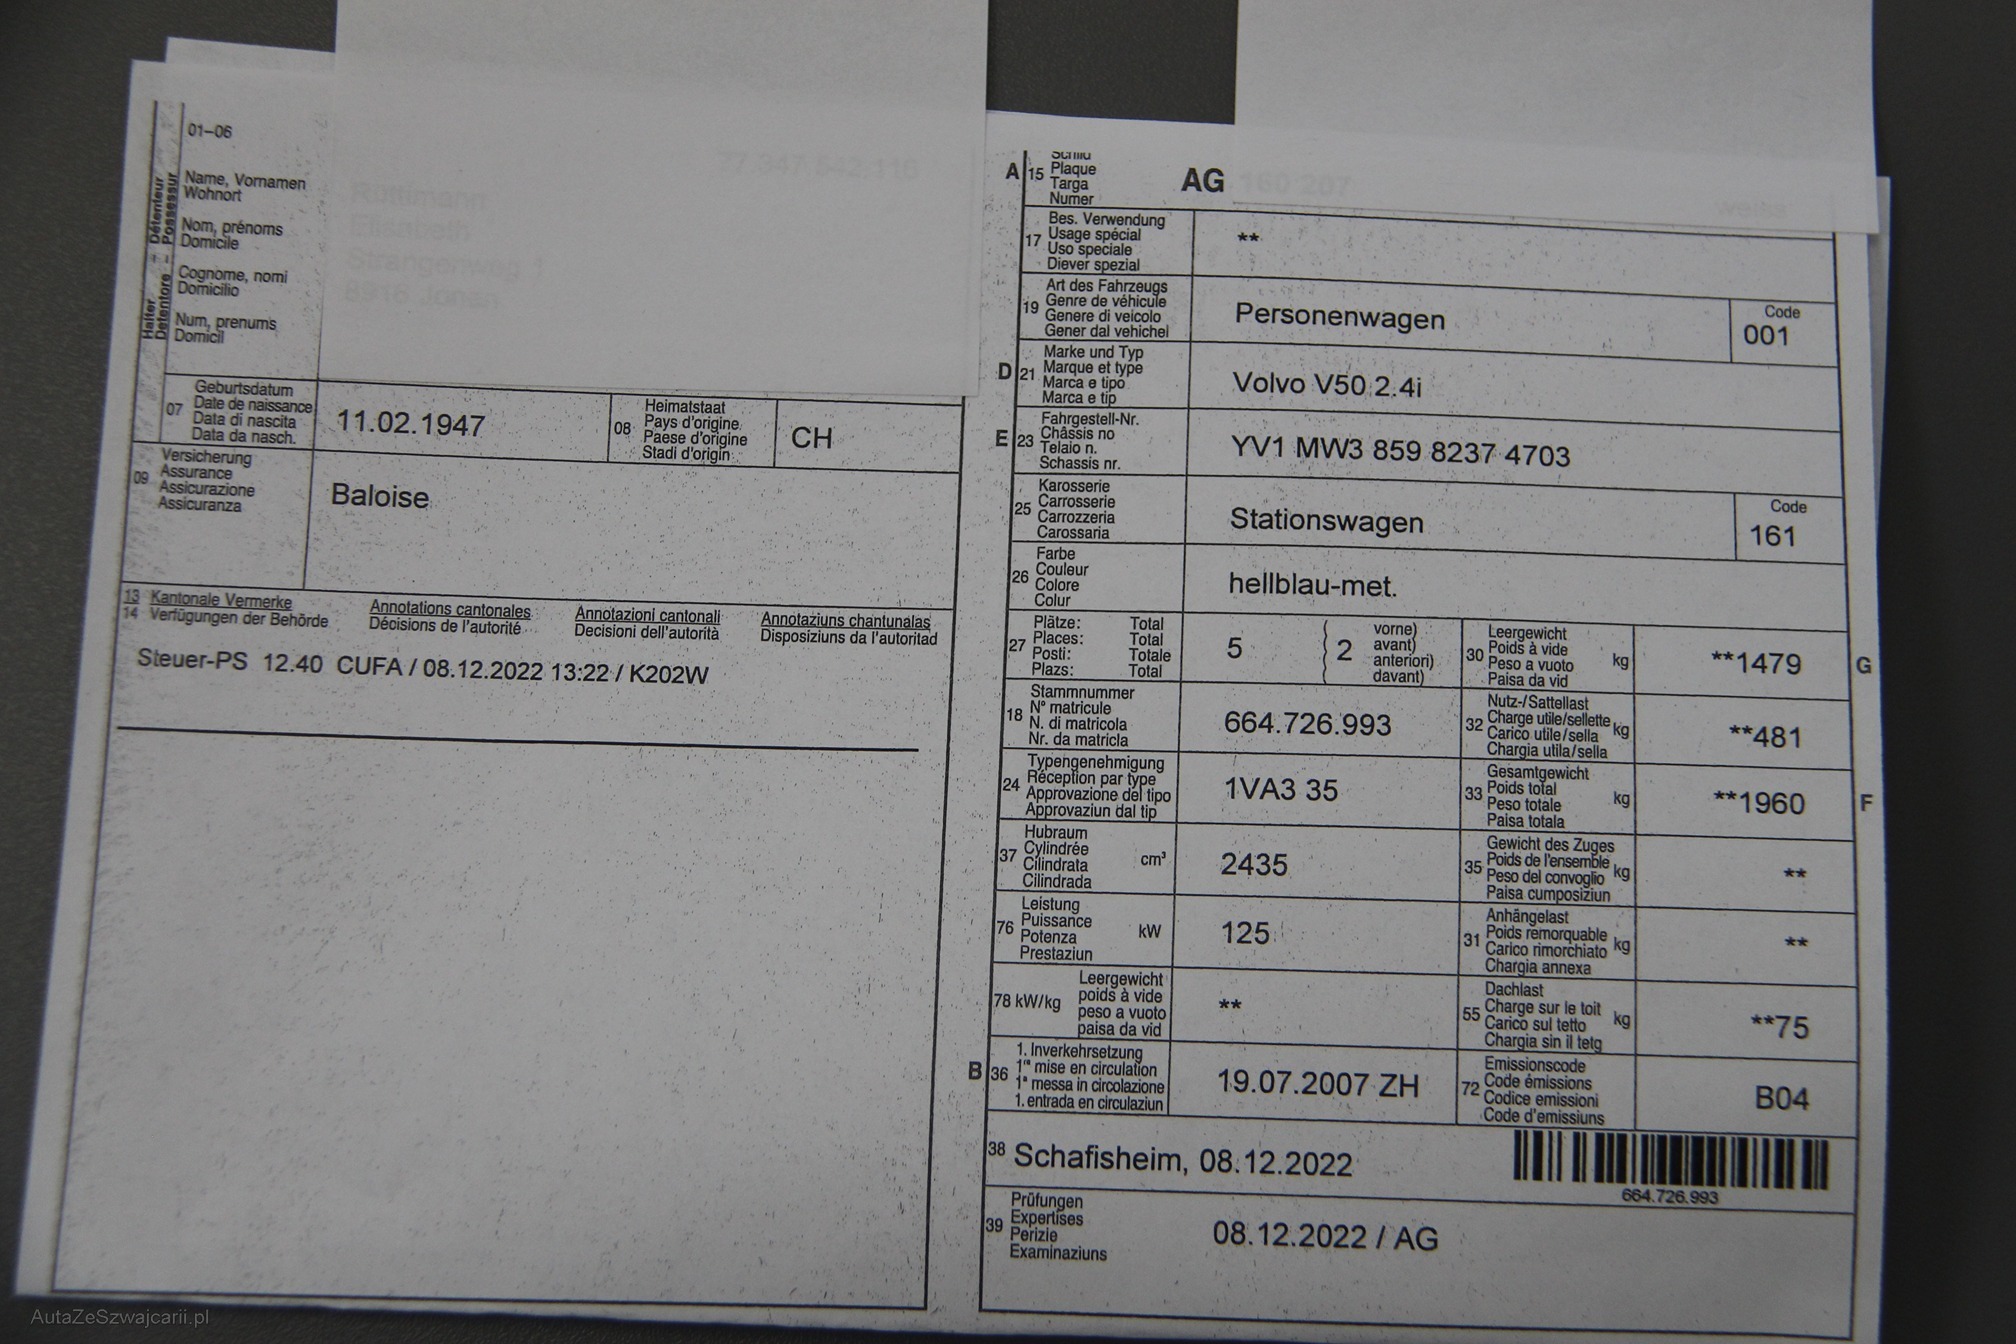 01–06
Halter – Détenteur
Detentore – Possessur
Name, Vornamen
Wohnort
Nom, prénoms
Domicile
Cognome, nomi
Domicilio
Num, prenums
Domicil
07
Geburtsdatum
Date de naissance
Data di nascita
Data da nasch.
11.02.1947
08
Heimatstaat
Pays d'origine
Paese d'origine
Stadi d'origin
CH
09
Versicherung
Assurance
Assicurazione
Assicuranza
Baloise
13 Kantonale Vermerke Annotations cantonales Annotazioni cantonali Annotaziuns chantunalas
14 Verfügungen der Behörde Décisions de l'autorité Decisioni dell'autorità Disposiziuns da l'autoritad
Steuer-PS 12.40 CUFA / 08.12.2022 13:22 / K202W
A 15
Schild
Plaque
Targa
Numer
AG
17
Bes. Verwendung
Usage spécial
Uso speciale
Diever spezial
**
19
Art des Fahrzeugs
Genre de véhicule
Genere di veicolo
Gener dal vehichel
Personenwagen
Code
001
D 21
Marke und Typ
Marque et type
Marca e tipo
Marca e tip
Volvo V50 2.4i
E 23
Fahrgestell-Nr.
Châssis no
Telaio n.
Schassis nr.
YV1 MW3 859 8237 4703
25
Karosserie
Carrosserie
Carrozzeria
Carossaria
Stationswagen
Code
161
26
Farbe
Couleur
Colore
Colur
hellblau-met.
27
Plätze: Total
Places: Total
Posti: Totale
Plazs: Total
5
2
vorne)
avant)
anteriori)
davant)
30
Leergewicht
Poids à vide
Peso a vuoto
Paisa da vid
kg
**1479
G
18
Stammnummer
N° matricule
N. di matricola
Nr. da matricla
664.726.993
32
Nutz-/Sattellast
Charge utile/sellette
Carico utile/sella
Chargia utila/sella
kg
**481
24
Typengenehmigung
Réception par type
Approvazione del tipo
Approvaziun dal tip
1VA3 35
33
Gesamtgewicht
Poids total
Peso totale
Paisa totala
kg
**1960
F
37
Hubraum
Cylindrée
Cilindrata
Cilindrada
cm³
2435
35
Gewicht des Zuges
Poids de l'ensemble
Peso del convoglio
Paisa cumposiziun
kg
**
76
Leistung
Puissance
Potenza
Prestaziun
kW
125
31
Anhängelast
Poids remorquable
Carico rimorchiato
Chargia annexa
kg
**
78 kW/kg
Leergewicht
poids à vide
peso a vuoto
paisa da vid
**
55
Dachlast
Charge sur le toit
Carico sul tetto
Chargia sin il tetg
kg
**75
B 36
1. Inverkehrsetzung
1re mise en circulation
1a messa in circolazione
1. entrada en circulaziun
19.07.2007 ZH
72
Emissionscode
Code émissions
Codice emissioni
Code d'emissiuns
B04
38 Schafisheim, 08.12.2022
664.726.993
39
Prüfungen
Expertises
Perizie
Examinaziuns
08.12.2022 / AG
AutaZeSzwajcarii.pl